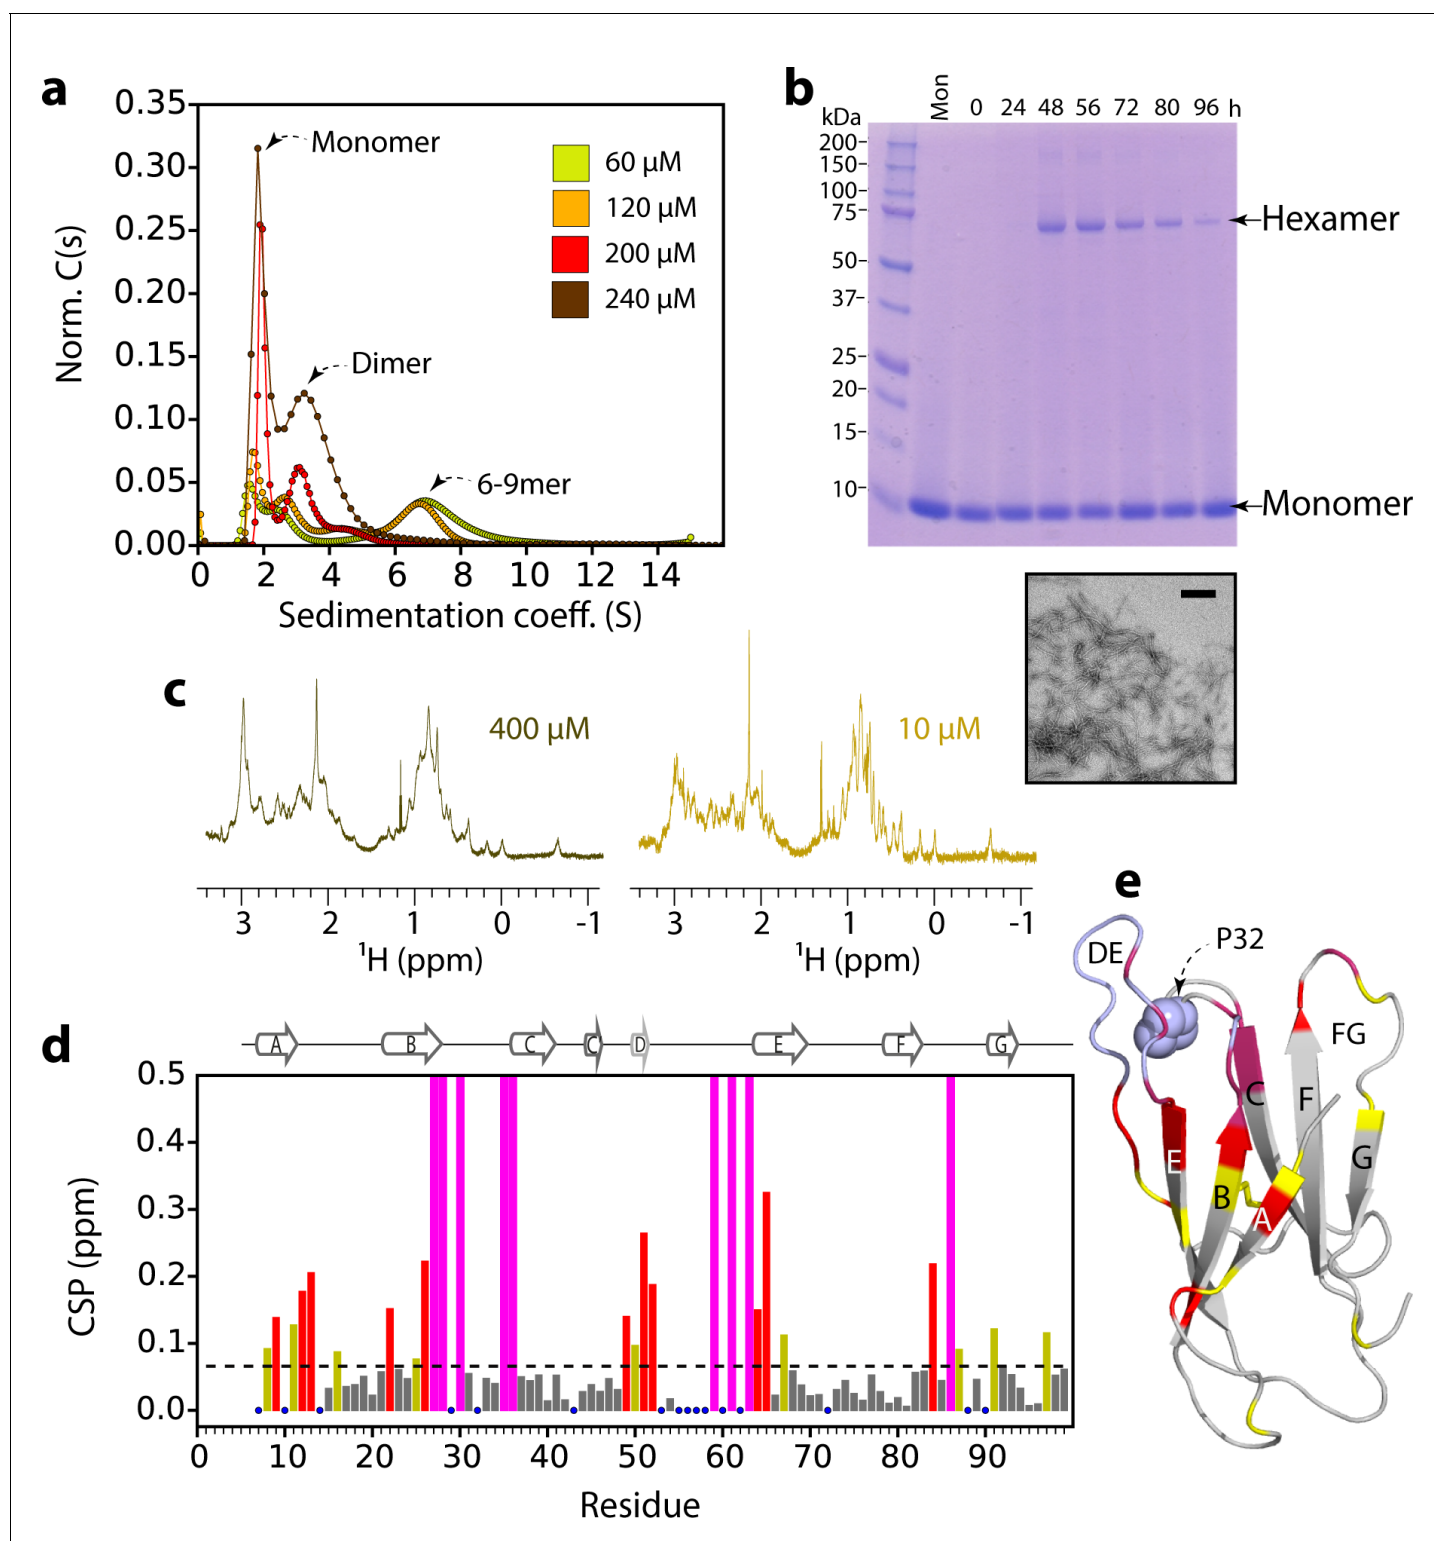 a
0.35
0.30
0.25
0.20
0.15
0.10
0.05
0.00
Norm. C(s)
Monomer
Dimer
6-9mer
60 µM
120 µM
200 µM
240 µM
0 2 4 6 8 10 12 14
Sedimentation coeff. (S)
b
kDa Mon 0 24 48 56 72 80 96 h
200
150
100
75
50
37
25
20
15
10
Hexamer
Monomer
c
400 µM
3 2 1 0 -1
¹H (ppm)
10 µM
3 2 1 0 -1
¹H (ppm)
d
A B C C' D E F G
0.5
0.4
0.3
0.2
0.1
0.0
CSP (ppm)
0 10 20 30 40 50 60 70 80 90
Residue
e
DE
P32
FG
C
F
E
B
A
G